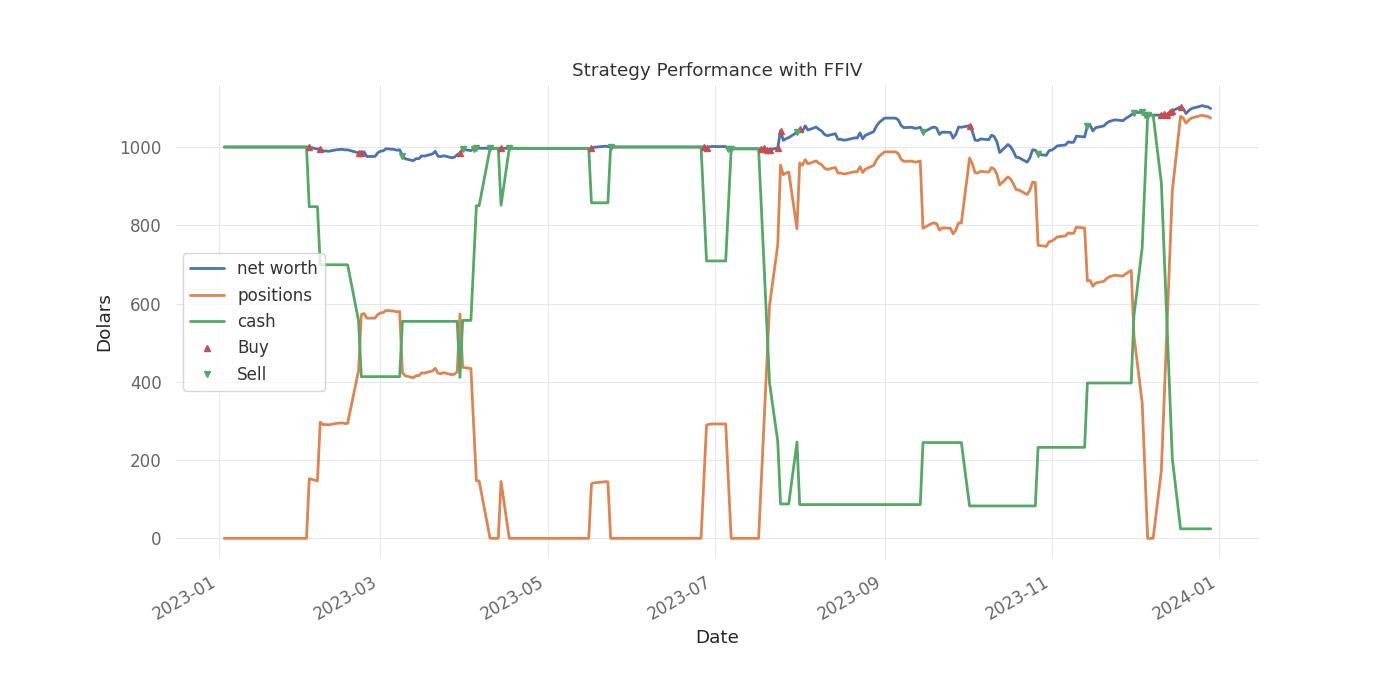 Strategy Performance with FFIV
Dolars
1000
800
600
400
200
0
net worth
positions
cash
Buy
Sell
2023-01
2023-03
2023-05
2023-07
2023-09
2023-11
2024-01
Date